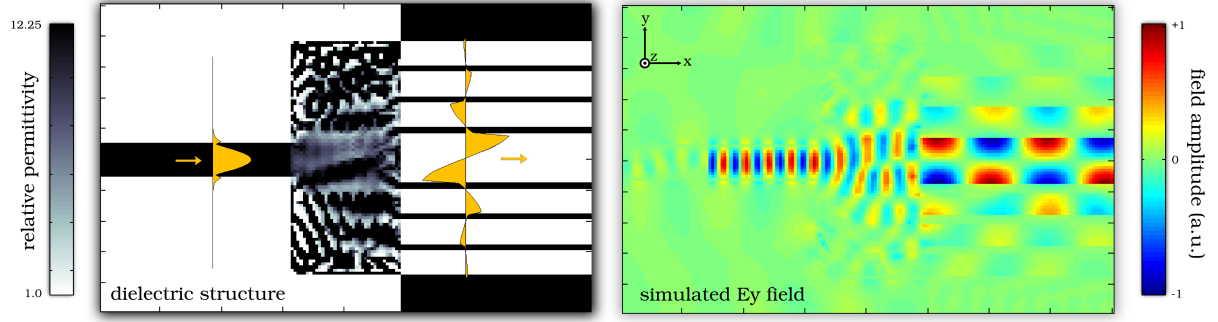 12.25
relative permittivity
1.0
dielectric structure
y
z
x
simulated Ey field
+1
0
-1
field amplitude (a.u.)